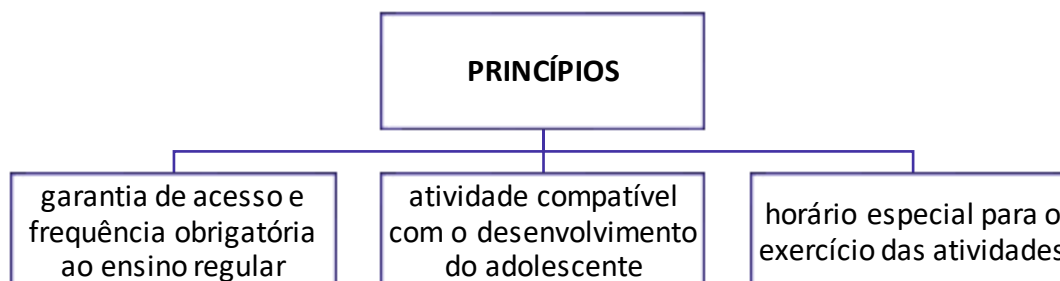 PRINCÍPIOS
garantia de acesso e
frequência obrigatória
ao ensino regular
atividade compatível
com o desenvolvimento
do adolescente
horário especial para o
exercício das atividades